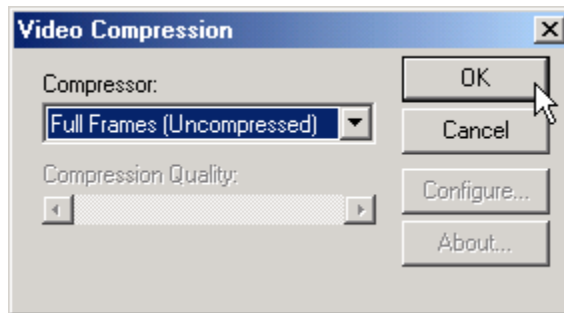 Video Compression
Compressor:
Full Frames (Uncompressed)
Compression Quality:
OK
Cancel
Configure...
About...